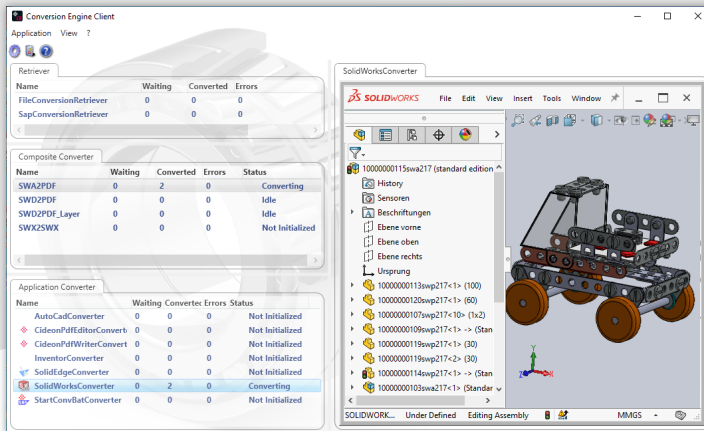 Conversion Engine Client
Application View ?
Retriever
Name Waiting Converted Errors
FileConversionRetriever 0 0 0
SapConversionRetriever 0 0 0
Composite Converter
Name Waiting Converted Errors Status
SWA2PDF 0 2 0 Converting
SWD2PDF 0 0 0 Idle
SWD2PDF_Layer 0 0 0 Idle
SWX2SWX 0 0 0 Not Initialized
Application Converter
Name Waiting Convertec Errors Status
AutoCadConverter 0 0 0 Not Initialized
CideonPdfEditorConverti 0 0 0 Not Initialized
CideonPdfWriterConvert 0 0 0 Not Initialized
InventorConverter 0 0 0 Not Initialized
SolidEdgeConverter 0 0 0 Not Initialized
SolidWorksConverter 0 2 0 Converting
StartConvBatConverter 0 0 0 Not Initialized
SolidWorksConverter
SOLIDWORKS File Edit View Insert Tools Window
10000000115swa217 (standard edition
History
Sensoren
Beschriftungen
Ebene vorne
Ebene oben
Ebene rechts
Ursprung
10000000113swp217<1> (100)
10000000120swp217<1> (60)
10000000107swp217<10> (1x2)
10000000109swp217<1> -> (Stan
10000000119swp217<1> (30)
10000000119swp217<2> (30)
10000000114swp217<1> -> (Stan
10000000103swa217<1> (Standar
Y
Z X
SOLIDWORK... Under Defined Editing Assembly MMGS